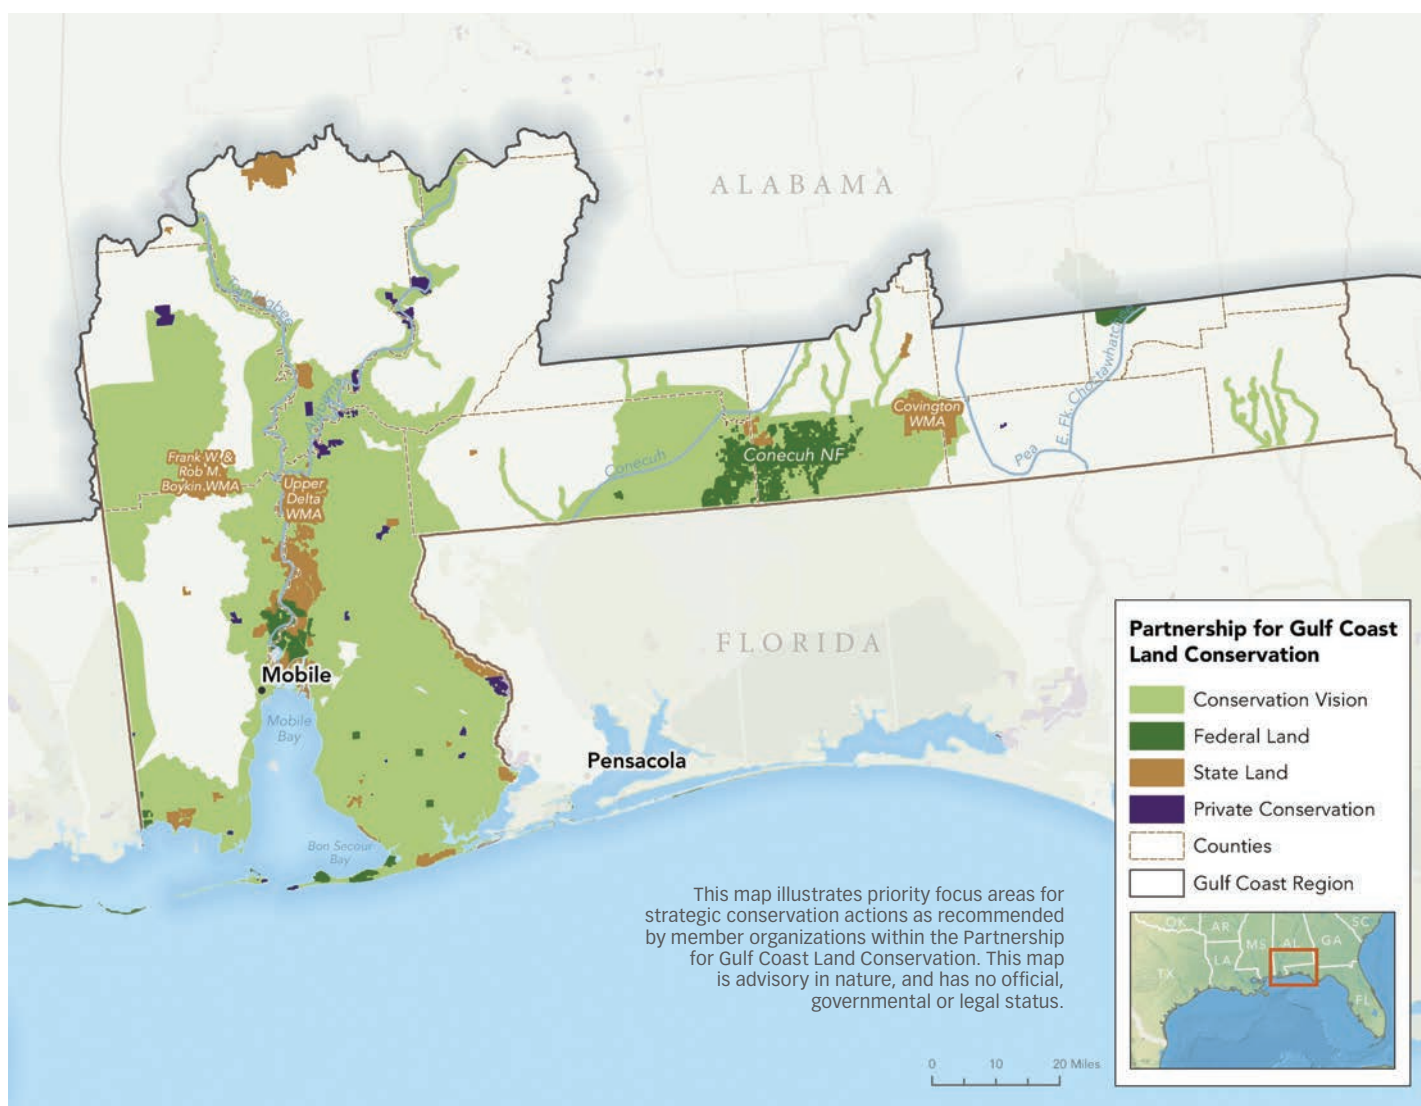 ALABAMA
Tombigbee
Alabama
Frank W. &
Rob M.
Boykin WMA
Upper
Delta
WMA
Covington
WMA
Conecuh
Conecuh NF
Pea
FLORIDA
Mobile
Mobile
Bay
Pensacola
Bon Secour
Bay
This map illustrates priority focus areas for
strategic conservation actions as recommended
by member organizations within the Partnership
for Gulf Coast Land Conservation. This map
is advisory in nature, and has no official,
governmental or legal status.
0 10 20 Miles
Partnership for Gulf Coast
Land Conservation
Conservation Vision
Federal Land
State Land
Private Conservation
Counties
Gulf Coast Region
OK
AR
SC
MS
AL
GA
LA
TX
FL